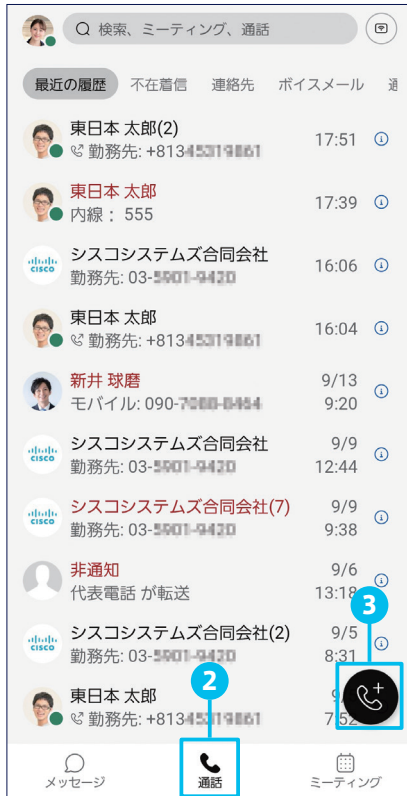 検索、ミーティング、通話
最近の履歴 不在着信 連絡先 ボイスメール
東日本 太郎(2)
17:51
勤務先: +813
東日本 太郎
17:39
内線： 555
シスコシステムズ合同会社
16:06
勤務先: 03-
東日本 太郎
16:04
勤務先: +813
新井 球磨 9/13
モバイル: 090- 9:20
シスコシステムズ合同会社 9/9
勤務先: 03- 12:44
シスコシステムズ合同会社(7) 9/9
勤務先: 03- 9:38
非通知 9/6
代表電話 が転送 13:18
3
シスコシステムズ合同会社(2) 9/5
勤務先: 03- 8:31
2
東日本 太郎
勤務先: +813 7:52
メッセージ 通話 ミーティング
CISCO
CISCO
CISCO
CISCO